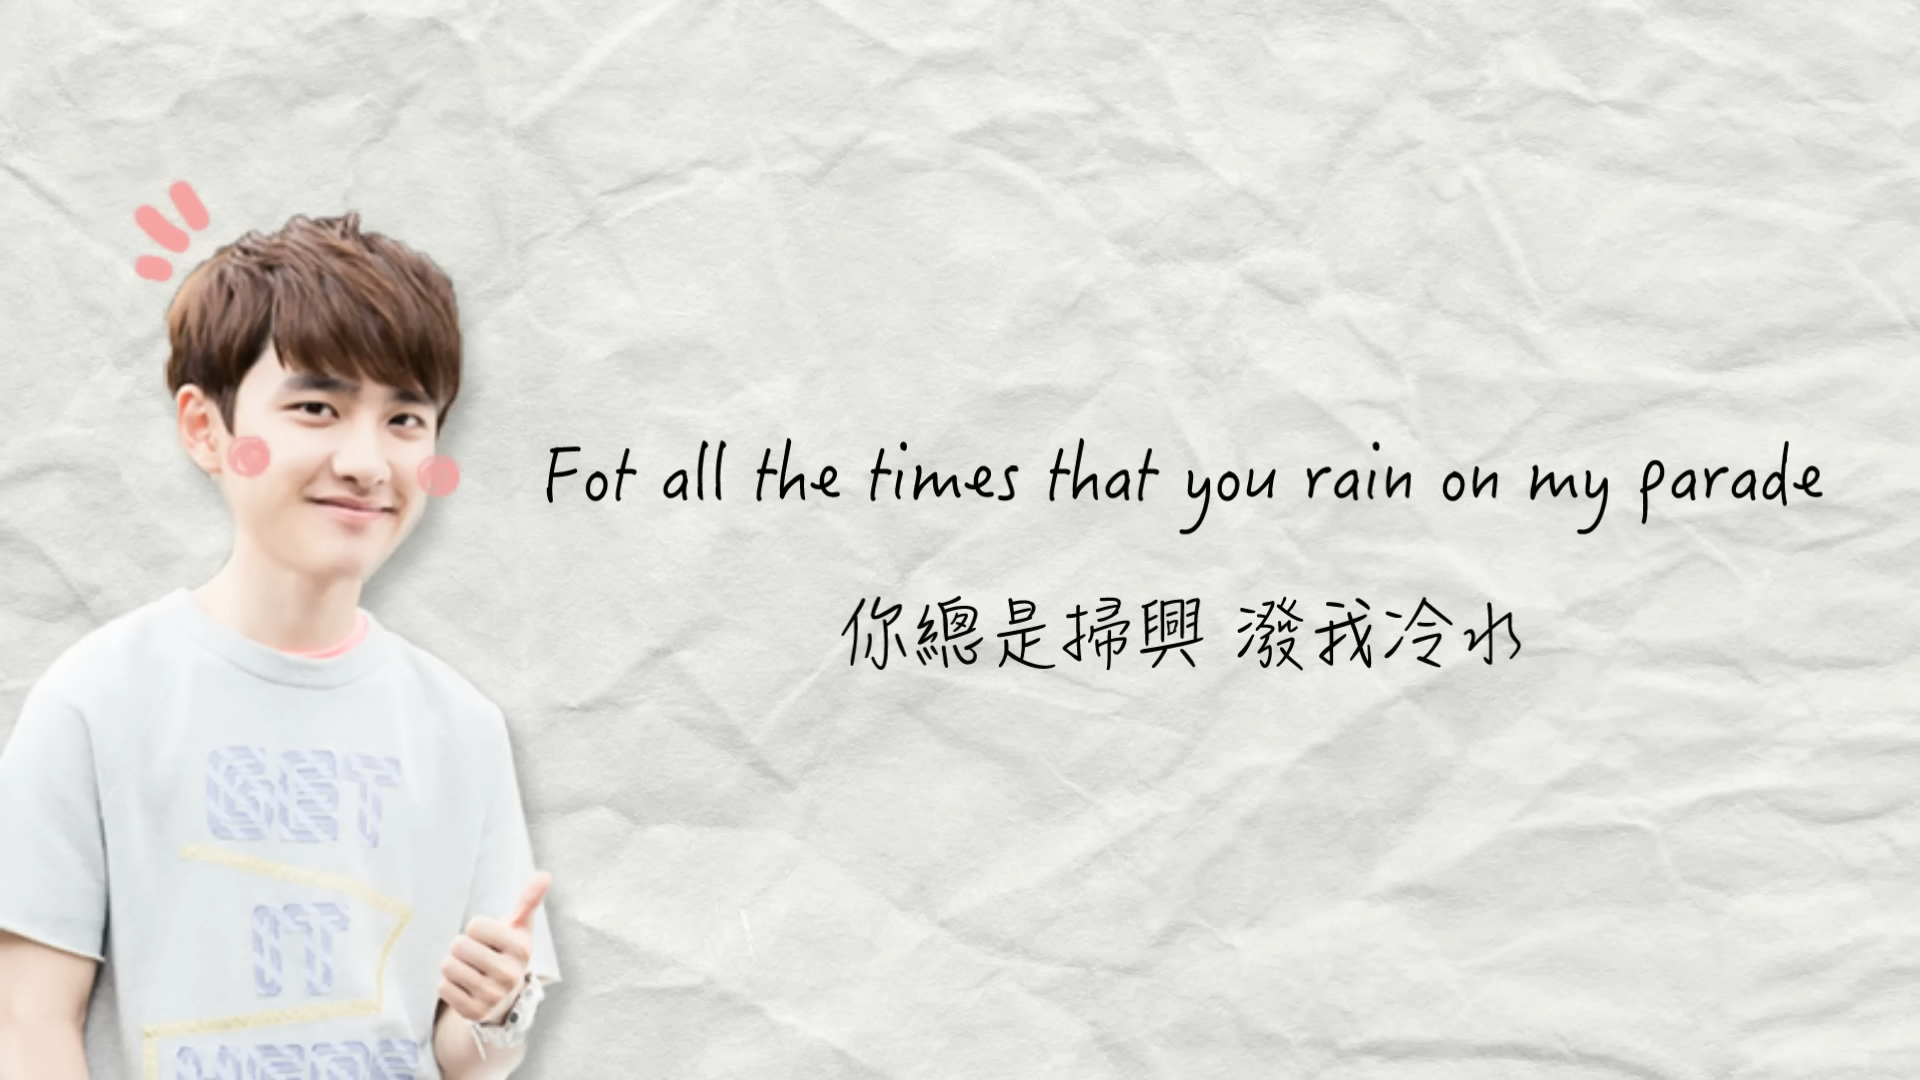 Fot all the times that you rain on my parade
你總是掃興 潑我冷水
GET
IT
HERE